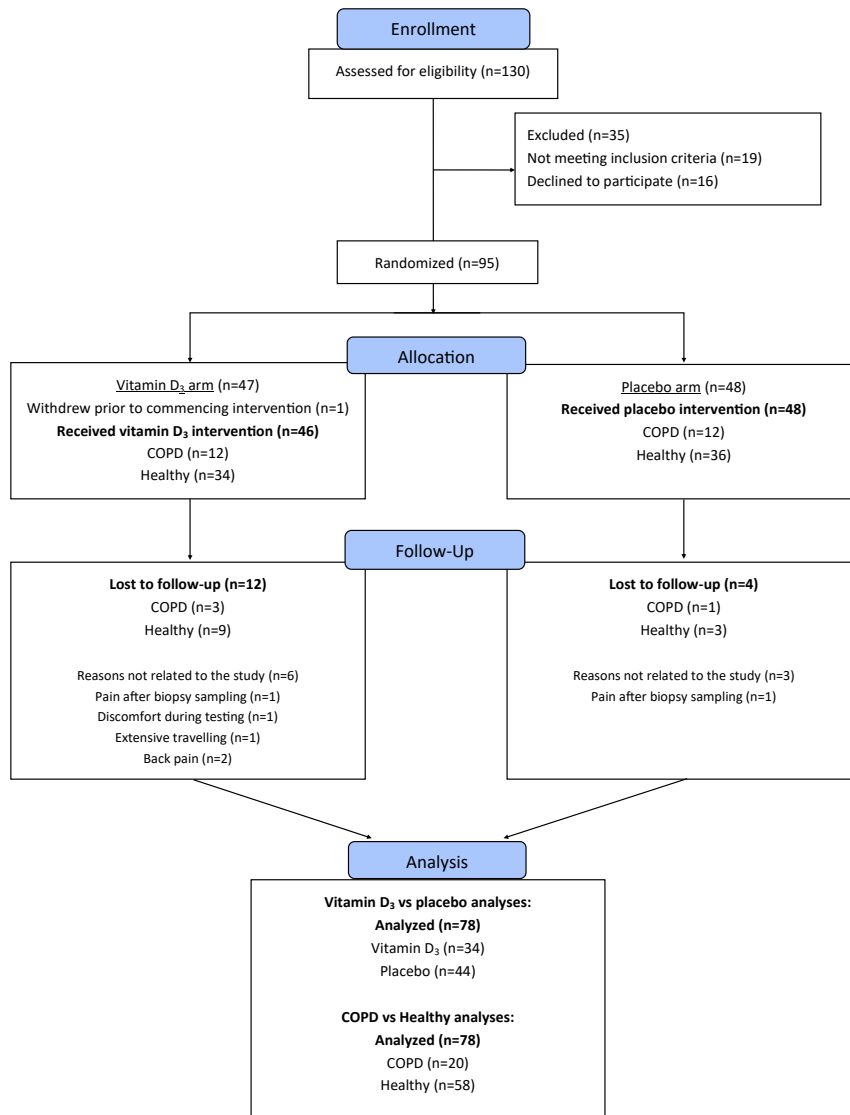 Enrollment
Assessed for eligibility (n=130)
Excluded (n=35)
Not meeting inclusion criteria (n=19)
Declined to participate (n=16)
Randomized (n=95)
Allocation
Vitamin D₃ arm (n=47)
Withdrew prior to commencing intervention (n=1)
Received vitamin D₃ intervention (n=46)
COPD (n=12)
Healthy (n=34)
Placebo arm (n=48)
Received placebo intervention (n=48)
COPD (n=12)
Healthy (n=36)
Follow-Up
Lost to follow-up (n=12)
COPD (n=3)
Healthy (n=9)
Reasons not related to the study (n=6)
Pain after biopsy sampling (n=1)
Discomfort during testing (n=1)
Extensive travelling (n=1)
Back pain (n=2)
Lost to follow-up (n=4)
COPD (n=1)
Healthy (n=3)
Reasons not related to the study (n=3)
Pain after biopsy sampling (n=1)
Analysis
Vitamin D₃ vs placebo analyses:
Analyzed (n=78)
Vitamin D₃ (n=34)
Placebo (n=44)
COPD vs Healthy analyses:
Analyzed (n=78)
COPD (n=20)
Healthy (n=58)